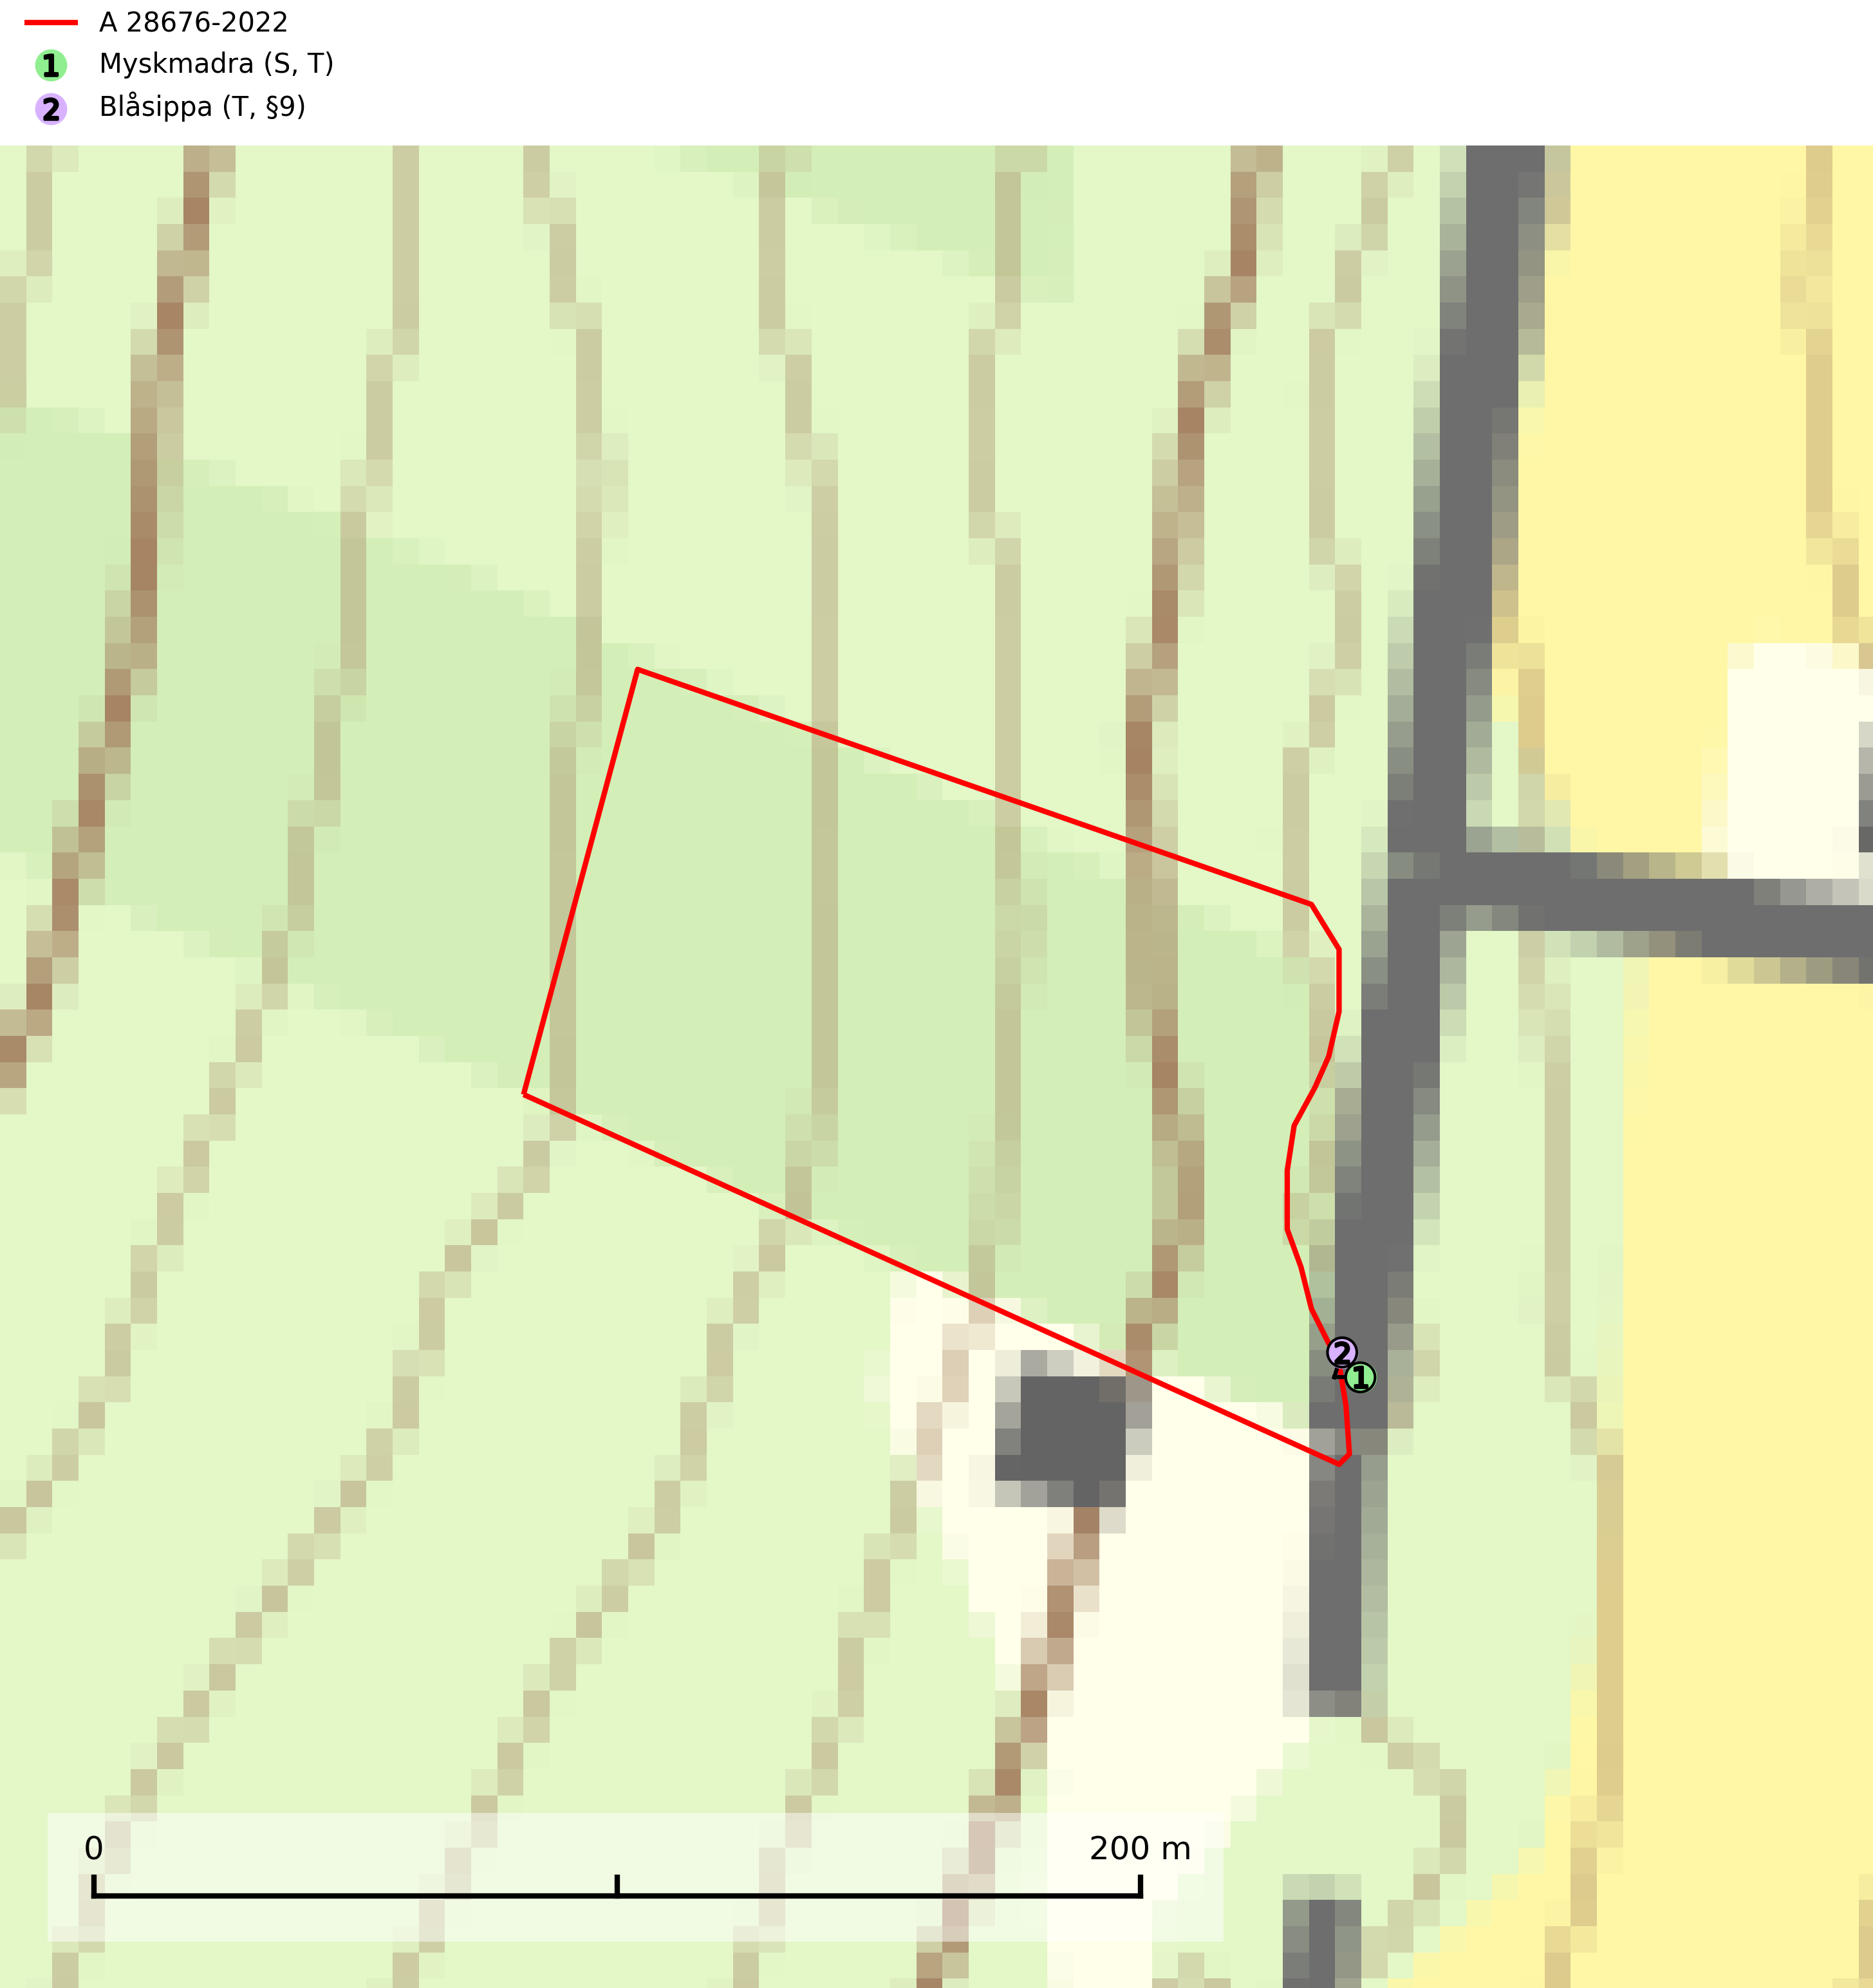 A 28676-2022
1 Myskmadra (S, T)
2 Blåsippa (T, §9)
2
1
0 200 m